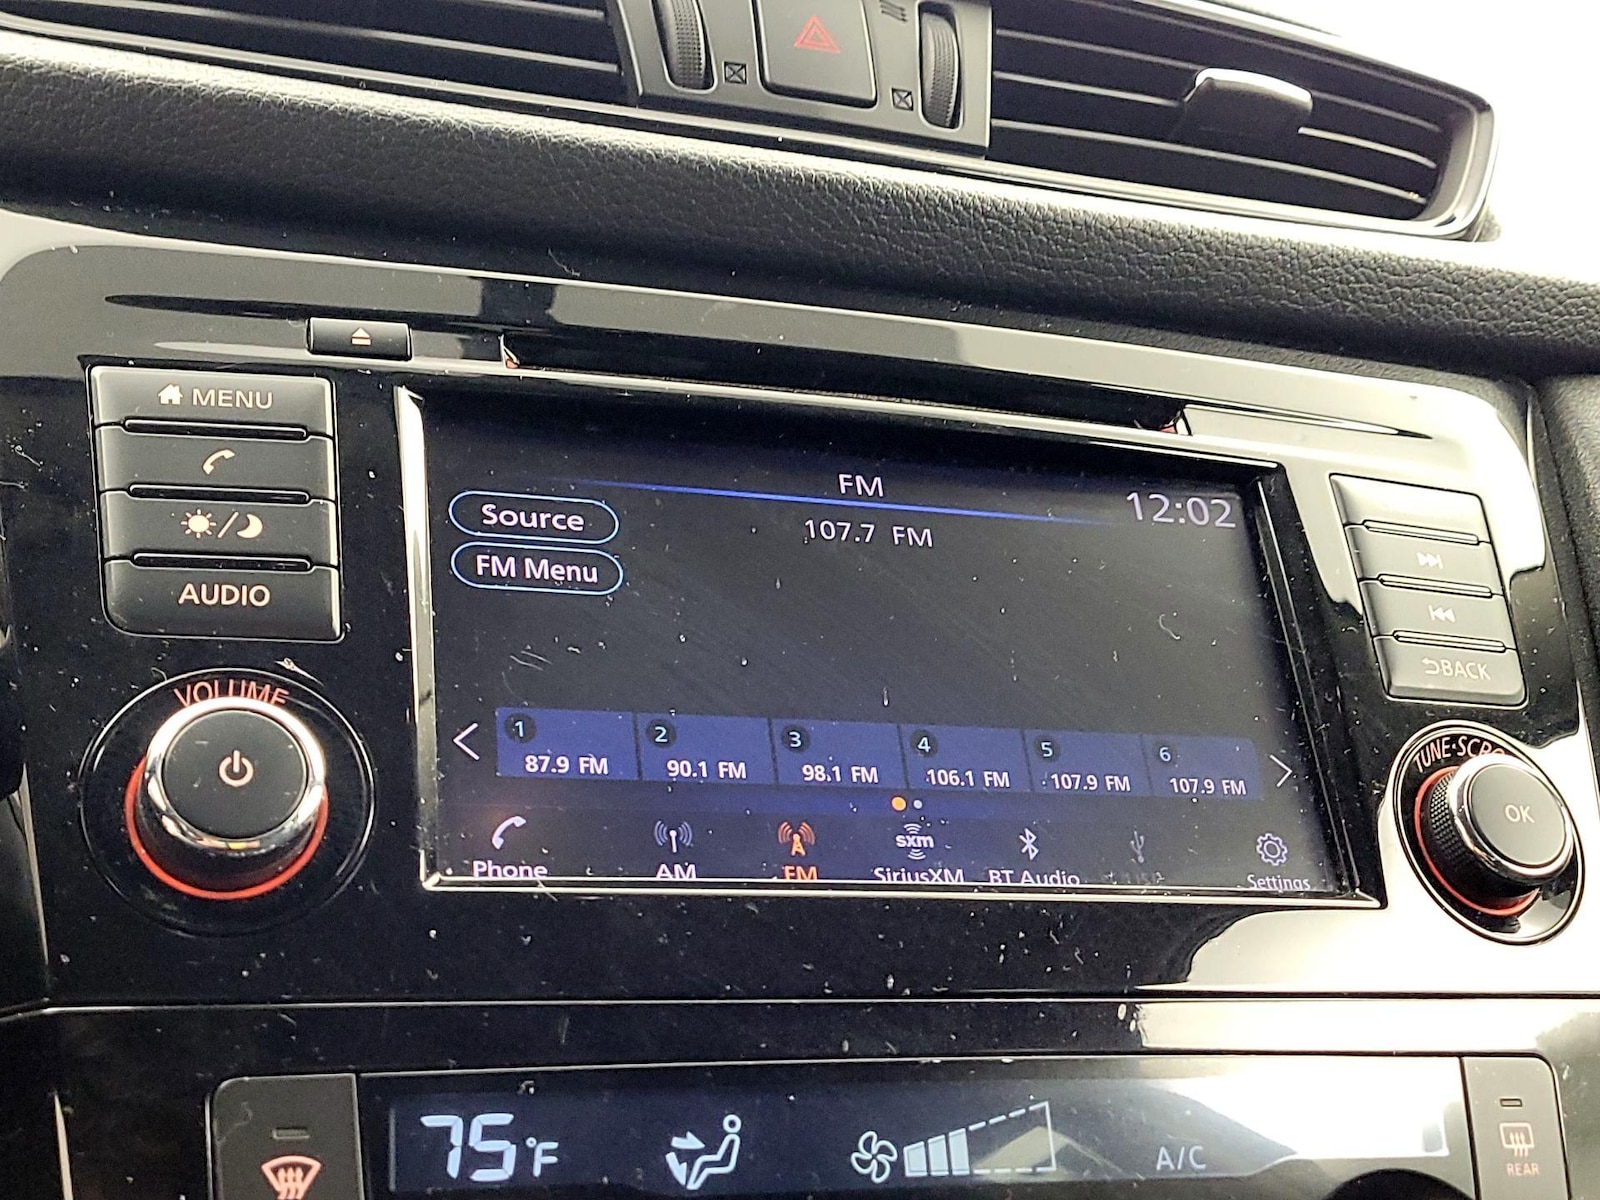 MENU
AUDIO
VOLUME
FM
12:02
Source
107.7 FM
FM Menu
1 2 3 4 5 6
87.9 FM 90.1 FM 98.1 FM 106.1 FM 107.9 FM 107.9 FM
sxm
Phone AM FM SiriusXM BT Audio Settings
BACK
OK
75°F
A/C
REAR